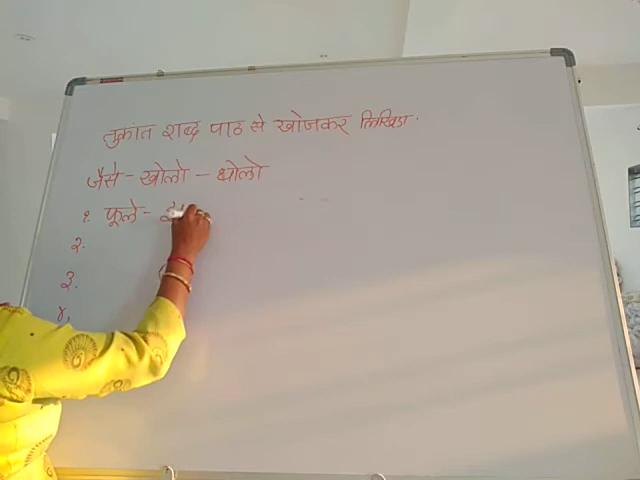 तुकांत शब्द पाठ से खोजकर लिखिए.
जैसे - खोलो - धोलो
१. फूले -
२.
३.
४.